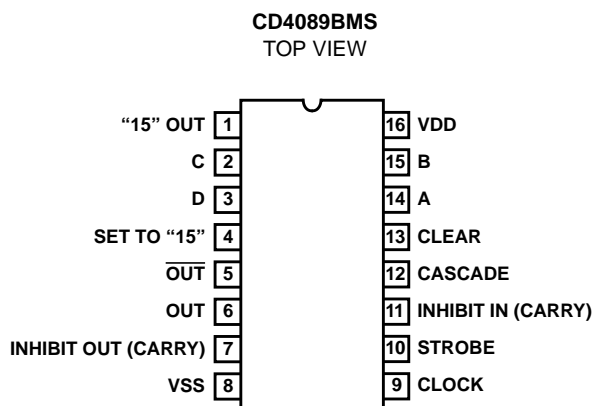 CD4089BMS
TOP VIEW
“15” OUT 1 16 VDD
C 2 15 B
D 3 14 A
SET TO “15” 4 13 CLEAR
O̅U̅T̅ 5 12 CASCADE
OUT 6 11 INHIBIT IN (CARRY)
INHIBIT OUT (CARRY) 7 10 STROBE
VSS 8 9 CLOCK